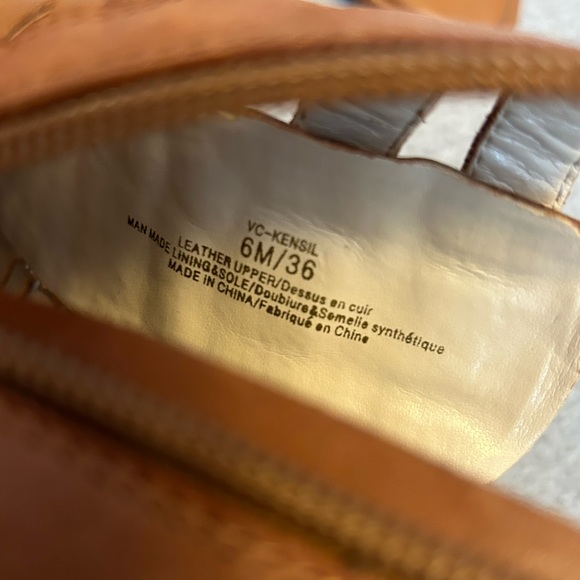 VC-KENSIL
6M/36
LEATHER UPPER/Dessus en cuir
MAN MADE LINING&SOLE/Doublure&Semelle synthétique
MADE IN CHINA/Fabriqué en Chine